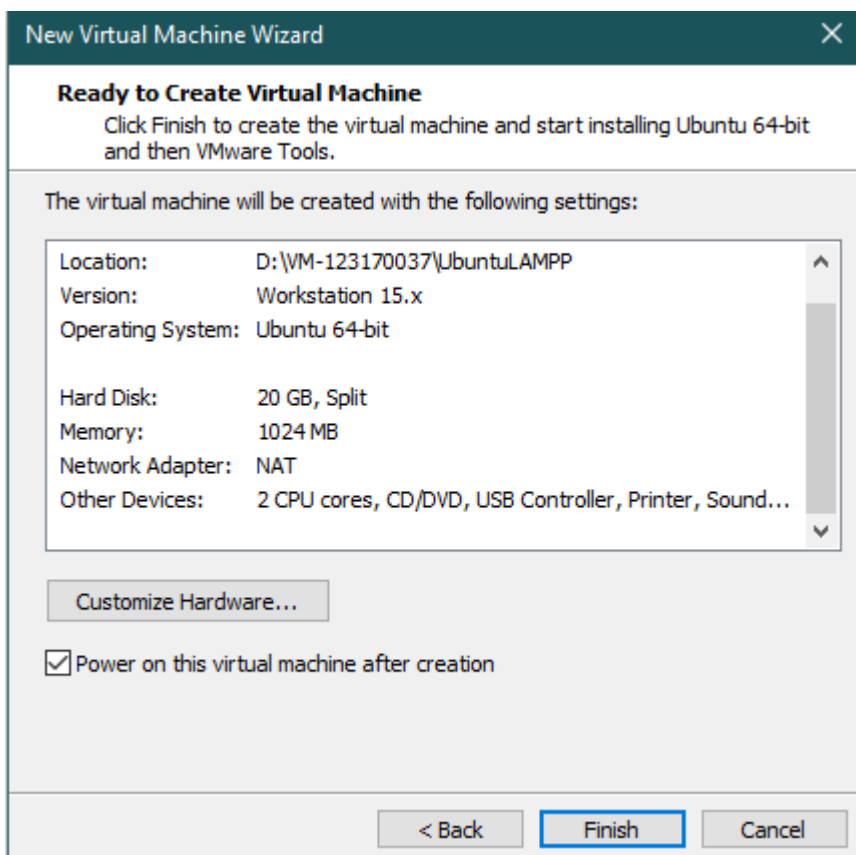 New Virtual Machine Wizard
Ready to Create Virtual Machine
Click Finish to create the virtual machine and start installing Ubuntu 64-bit
and then VMware Tools.
The virtual machine will be created with the following settings:
Location: D:\VM-123170037\UbuntuLAMPP
Version: Workstation 15.x
Operating System: Ubuntu 64-bit
Hard Disk: 20 GB, Split
Memory: 1024 MB
Network Adapter: NAT
Other Devices: 2 CPU cores, CD/DVD, USB Controller, Printer, Sound...
Customize Hardware...
Power on this virtual machine after creation
< Back Finish Cancel